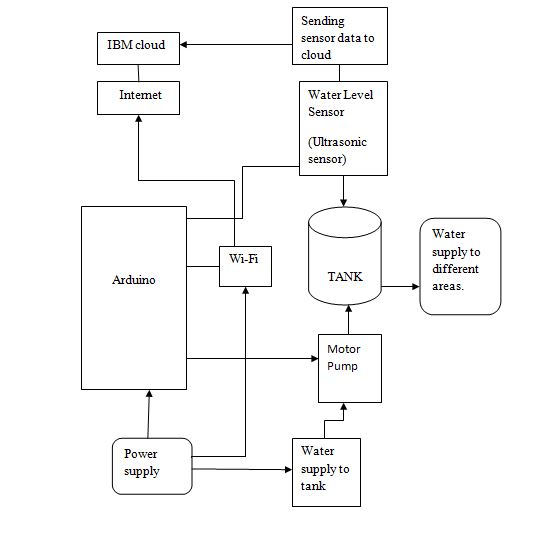 Sending
sensor data to
cloud
IBM cloud
Internet
Water Level
Sensor
(Ultrasonic
sensor)
Arduino
Wi-Fi
TANK
Water
supply to
different
areas.
Motor
Pump
Power
supply
Water
supply to
tank